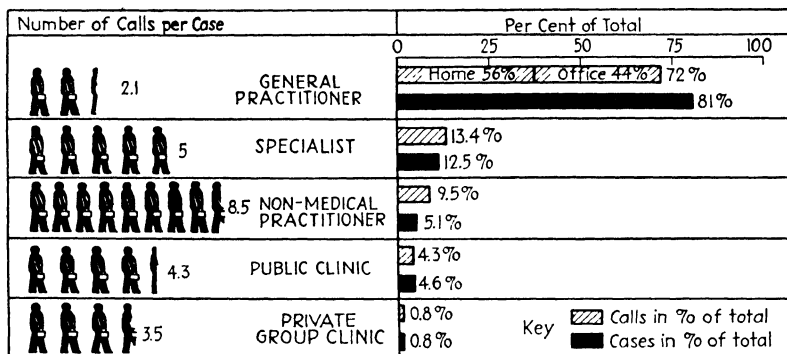 Number of Calls per Case
Per Cent of Total
0 25 50 75 100
2.1
GENERAL
PRACTITIONER
Home 56% Office 44% 72%
81%
5
SPECIALIST
13.4%
12.5%
8.5
NON-MEDICAL
PRACTITIONER
9.5%
5.1%
4.3
PUBLIC CLINIC
4.3%
4.6%
3.5
PRIVATE
GROUP CLINIC
0.8%
0.8%
Key
Calls in % of total
Cases in % of total